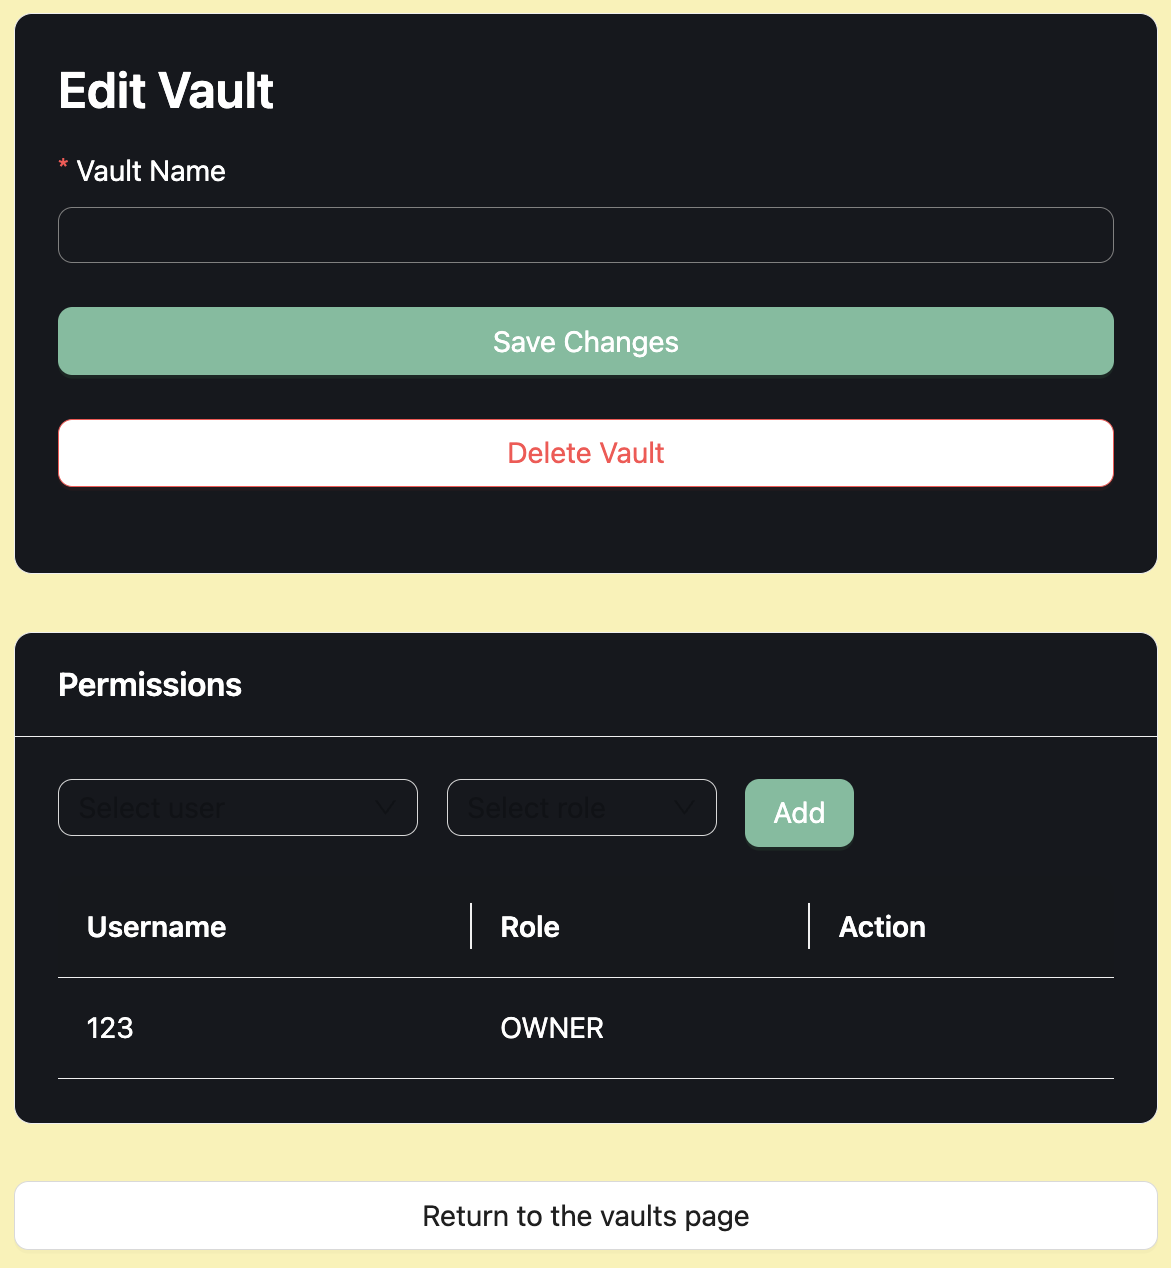 Edit Vault
* Vault Name
Save Changes
Delete Vault
Permissions
Select user Select role Add
Username Role Action
123 OWNER
Return to the vaults page